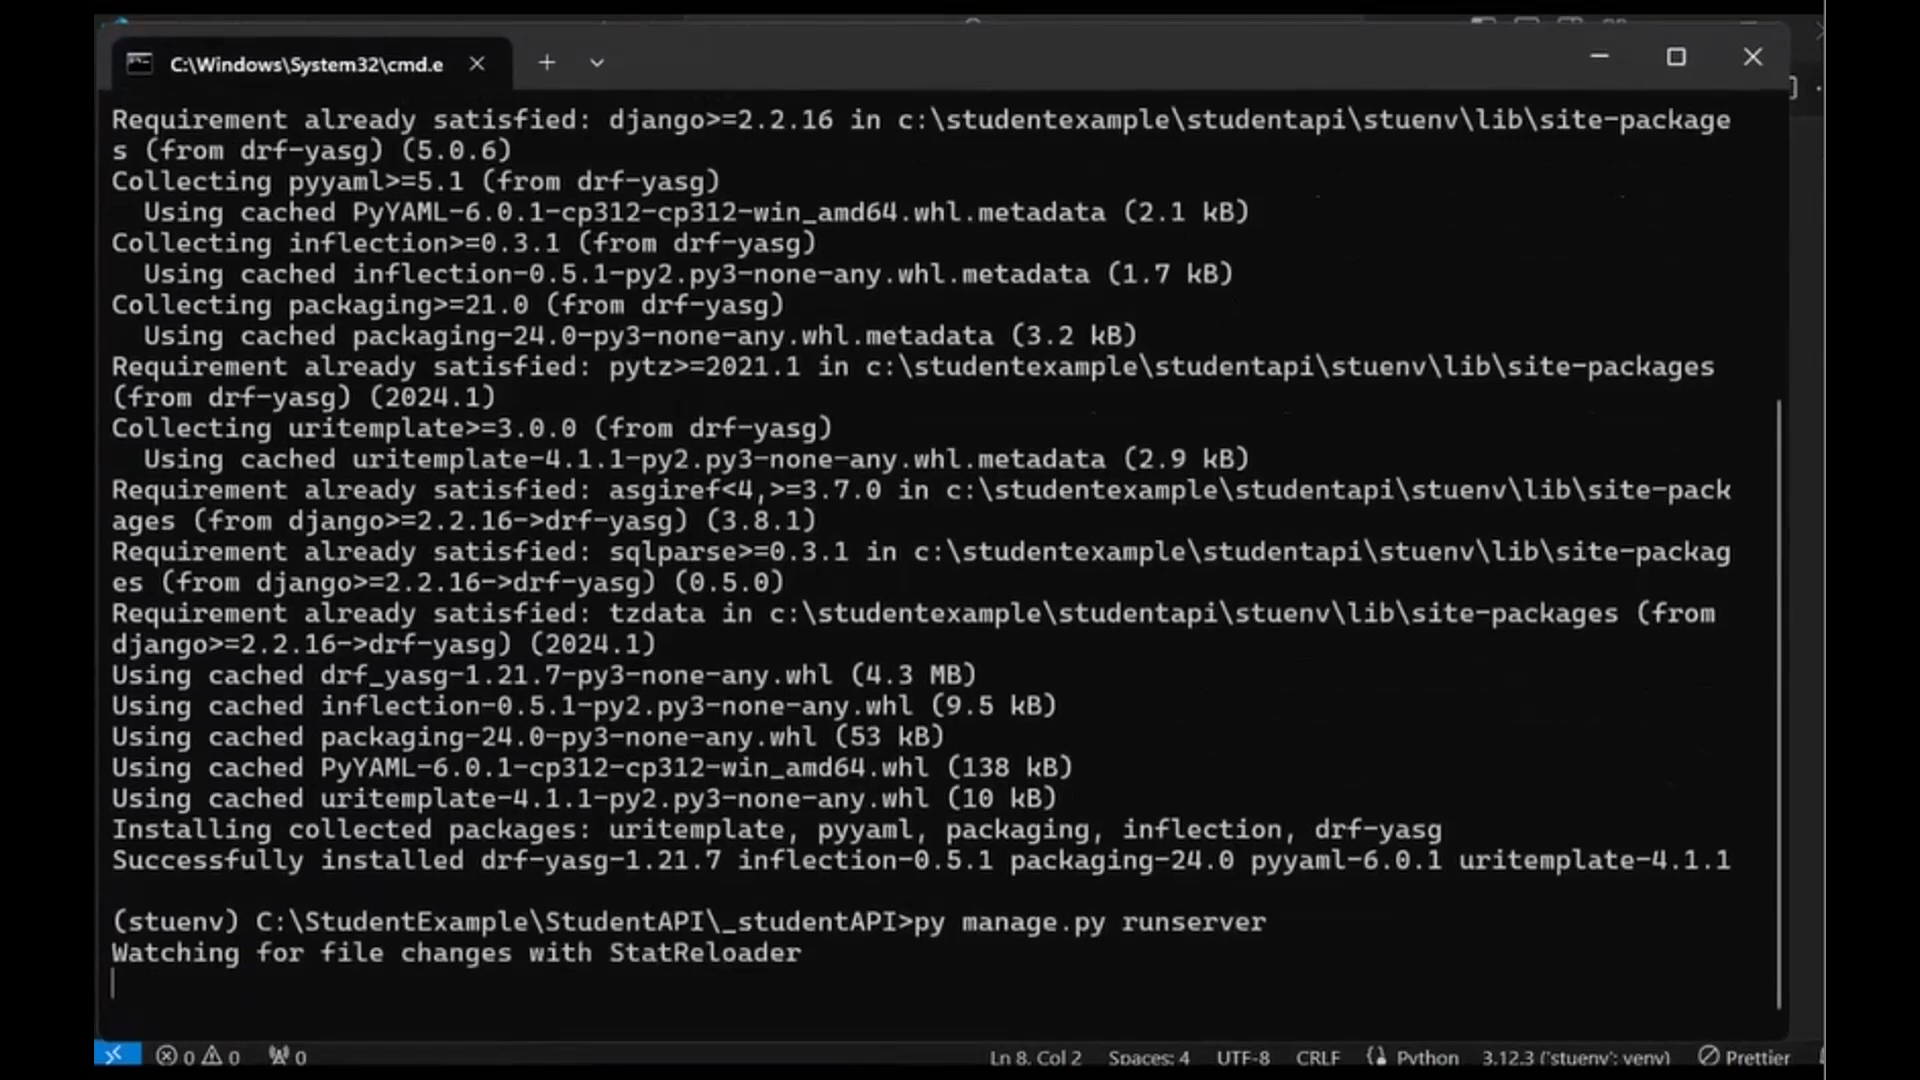 C:\Windows\System32\cmd.e
Requirement already satisfied: django>=2.2.16 in c:\studentexample\studentapi\stuenv\lib\site-package
s (from drf-yasg) (5.0.6)
Collecting pyyaml>=5.1 (from drf-yasg)
  Using cached PyYAML-6.0.1-cp312-cp312-win_amd64.whl.metadata (2.1 kB)
Collecting inflection>=0.3.1 (from drf-yasg)
  Using cached inflection-0.5.1-py2.py3-none-any.whl.metadata (1.7 kB)
Collecting packaging>=21.0 (from drf-yasg)
  Using cached packaging-24.0-py3-none-any.whl.metadata (3.2 kB)
Requirement already satisfied: pytz>=2021.1 in c:\studentexample\studentapi\stuenv\lib\site-packages
(from drf-yasg) (2024.1)
Collecting uritemplate>=3.0.0 (from drf-yasg)
  Using cached uritemplate-4.1.1-py2.py3-none-any.whl.metadata (2.9 kB)
Requirement already satisfied: asgiref<4,>=3.7.0 in c:\studentexample\studentapi\stuenv\lib\site-pack
ages (from django>=2.2.16->drf-yasg) (3.8.1)
Requirement already satisfied: sqlparse>=0.3.1 in c:\studentexample\studentapi\stuenv\lib\site-packag
es (from django>=2.2.16->drf-yasg) (0.5.0)
Requirement already satisfied: tzdata in c:\studentexample\studentapi\stuenv\lib\site-packages (from
django>=2.2.16->drf-yasg) (2024.1)
Using cached drf_yasg-1.21.7-py3-none-any.whl (4.3 MB)
Using cached inflection-0.5.1-py2.py3-none-any.whl (9.5 kB)
Using cached packaging-24.0-py3-none-any.whl (53 kB)
Using cached PyYAML-6.0.1-cp312-cp312-win_amd64.whl (138 kB)
Using cached uritemplate-4.1.1-py2.py3-none-any.whl (10 kB)
Installing collected packages: uritemplate, pyyaml, packaging, inflection, drf-yasg
Successfully installed drf-yasg-1.21.7 inflection-0.5.1 packaging-24.0 pyyaml-6.0.1 uritemplate-4.1.1
(stuenv) C:\StudentExample\StudentAPI\_studentAPI>py manage.py runserver
Watching for file changes with StatReloader
0 0 0 Ln 8, Col 2 Spaces: 4 UTF-8 CRLF Python 3.12.3 ('stuenv': venv) Prettier